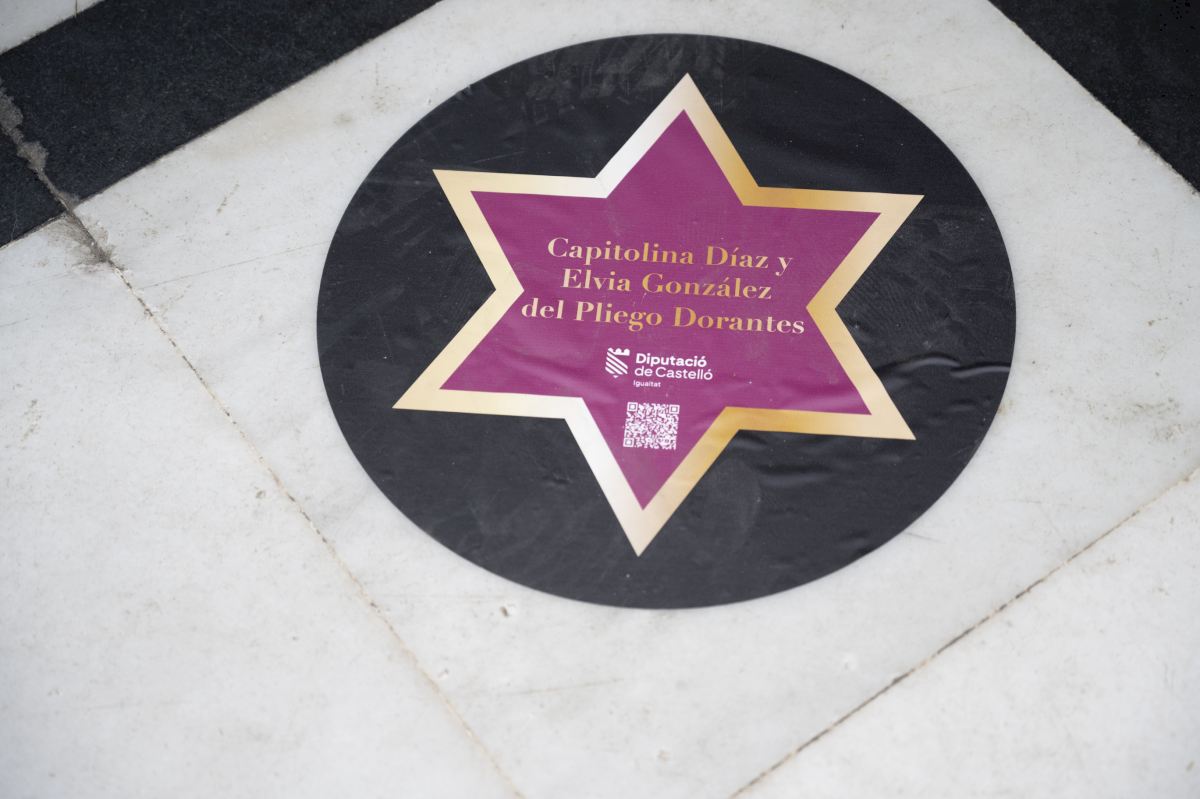 Capitolina Díaz y
Elvia González
del Pliego Dorantes
Diputació
de Castelló
Igualtat